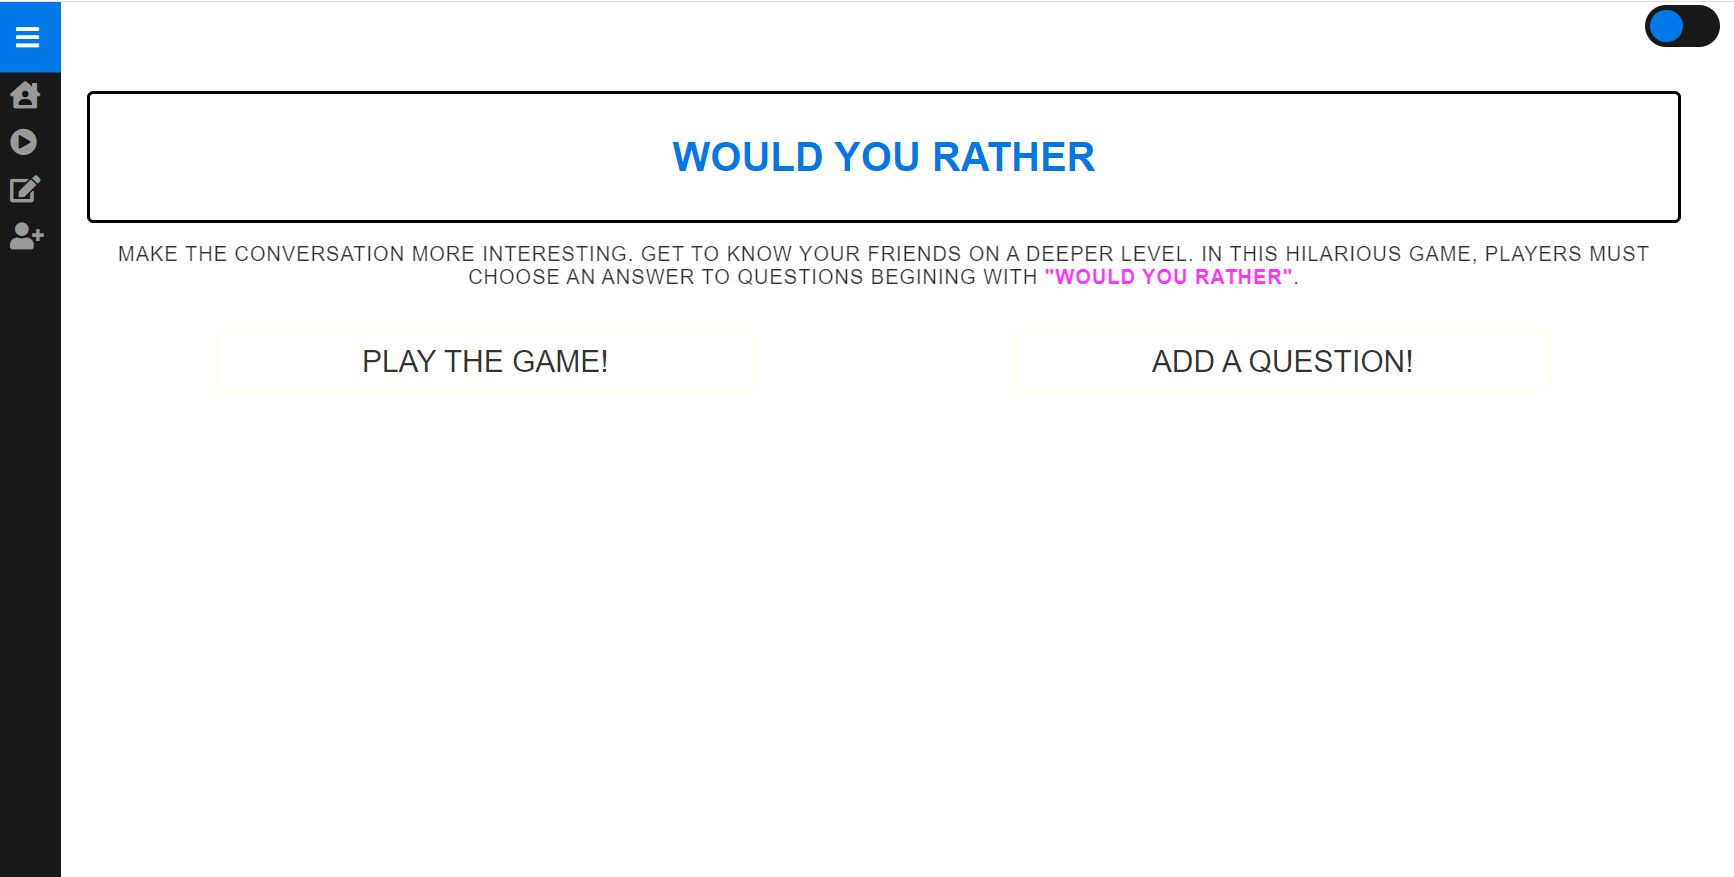 WOULD YOU RATHER
MAKE THE CONVERSATION MORE INTERESTING. GET TO KNOW YOUR FRIENDS ON A DEEPER LEVEL. IN THIS HILARIOUS GAME, PLAYERS MUST
CHOOSE AN ANSWER TO QUESTIONS BEGINING WITH "WOULD YOU RATHER".
PLAY THE GAME!
ADD A QUESTION!